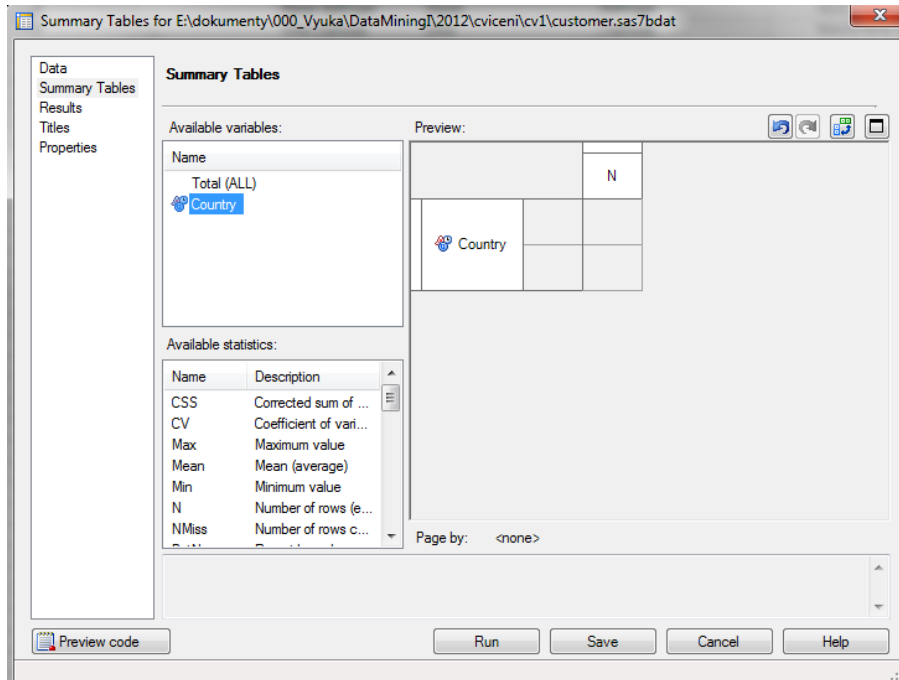 Summary Tables for E:\dokumenty\000_Vyuka\DataMiningI\2012\cviceni\cv1\customer.sas7bdat
Data
Summary Tables
Results
Titles
Properties
Summary Tables
Available variables:
Name
Total (ALL)
Country
Available statistics:
Name Description
CSS Corrected sum of ...
CV Coefficient of vari...
Max Maximum value
Mean Mean (average)
Min Minimum value
N Number of rows (e...
NMiss Number of rows c...
Preview:
N
Country
Page by: <none>
Preview code
Run
Save
Cancel
Help